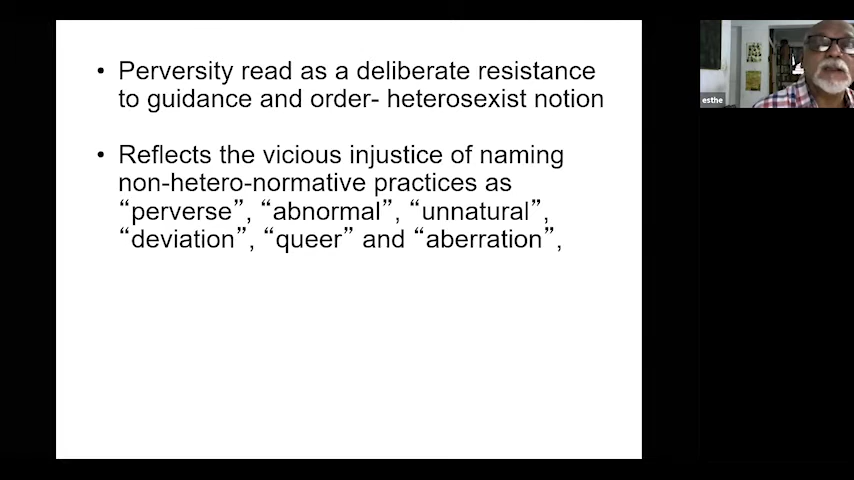 • Perversity read as a deliberate resistance
to guidance and order- heterosexist notion
• Reflects the vicious injustice of naming
non-hetero-normative practices as
“perverse”, “abnormal”, “unnatural”,
“deviation”, “queer” and “aberration”,
esthe